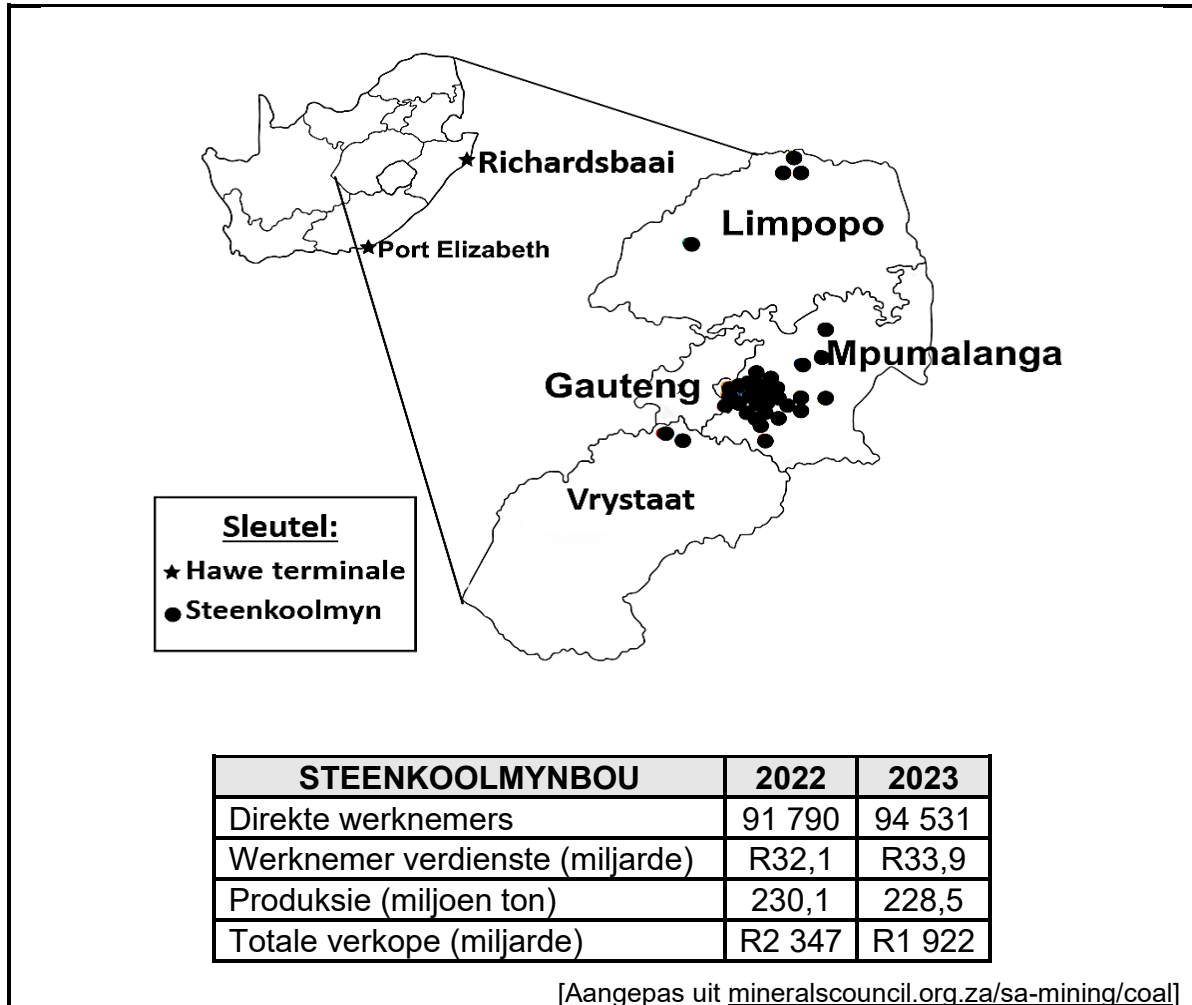 Richardsbaai
Port Elizabeth
Limpopo
Mpumalanga
Gauteng
Vrystaat
Sleutel:
Hawe terminale
Steenkoolmyn
STEENKOOLMYNBOU 2022 2023
Direkte werknemers 91 790 94 531
Werknemer verdienste (miljarde) R32,1 R33,9
Produksie (miljoen ton) 230,1 228,5
Totale verkope (miljarde) R2 347 R1 922
[Aangepas uit mineralscouncil.org.za/sa-mining/coal]